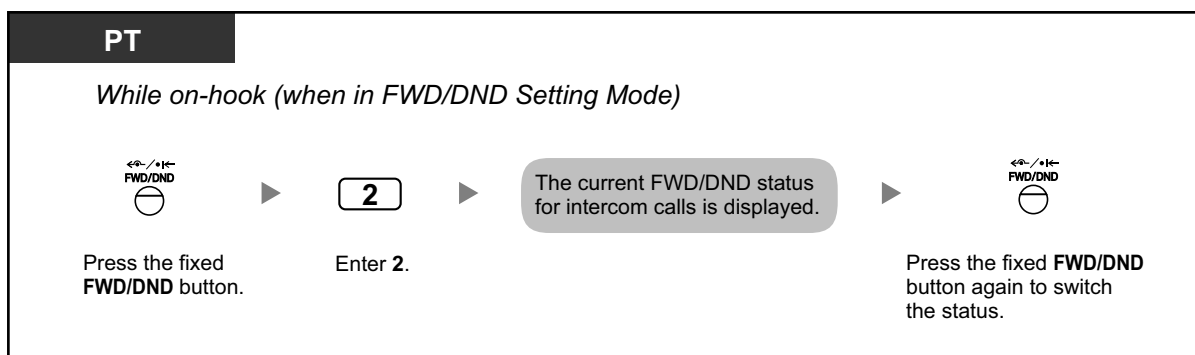 PT
While on-hook (when in FWD/DND Setting Mode)
FWD/DND
Press the fixed
FWD/DND button.
2
Enter 2.
The current FWD/DND status
for intercom calls is displayed.
FWD/DND
Press the fixed FWD/DND
button again to switch
the status.